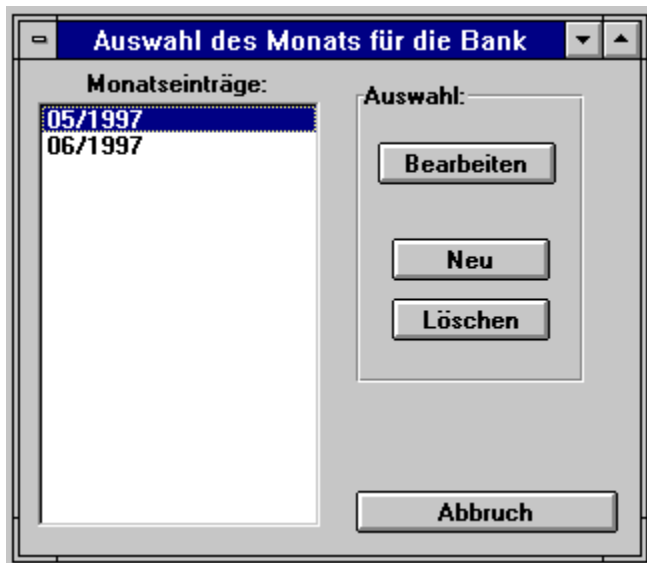 Auswahl des Monats für die Bank
Monatseinträge:
05/1997
06/1997
Auswahl:
Bearbeiten
Neu
Löschen
Abbruch